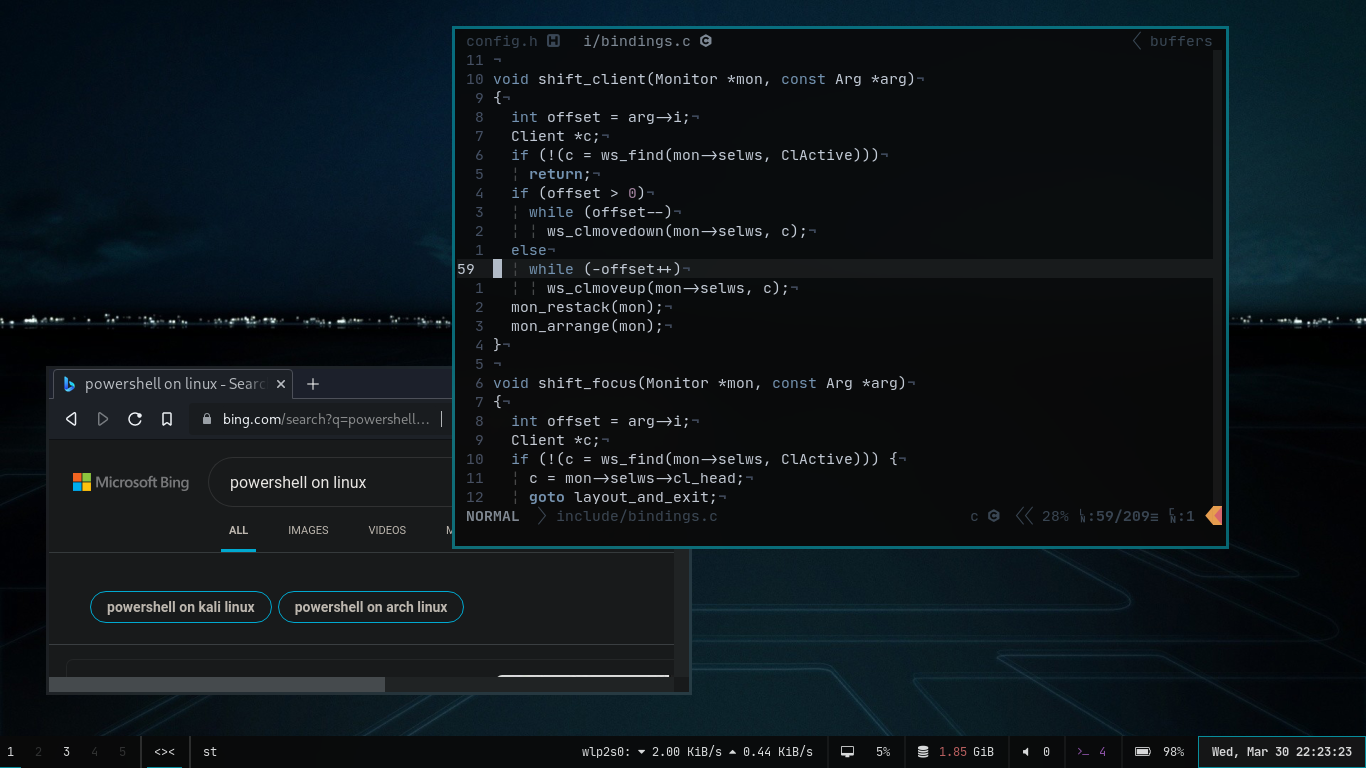 config.h i/bindings.c buffers
11 ¬
10 void shift_client(Monitor *mon, const Arg *arg)¬
9 {¬
8 int offset = arg->i;¬
7 Client *c;¬
6 if (!(c = ws_find(mon->selws, ClActive)))¬
5 ¦ return;¬
4 if (offset > 0)¬
3 ¦ while (offset--)¬
2 ¦ ¦ ws_clmovedown(mon->selws, c);¬
1 else¬
59 ¦ while (-offset++)¬
1 ¦ ¦ ws_clmoveup(mon->selws, c);¬
2 mon_restack(mon);¬
3 mon_arrange(mon);¬
4 }¬
5 ¬
6 void shift_focus(Monitor *mon, const Arg *arg)¬
7 {¬
8 int offset = arg->i;¬
9 Client *c;¬
10 if (!(c = ws_find(mon->selws, ClActive))) {¬
11 ¦ c = mon->selws->cl_head;¬
12 ¦ goto layout_and_exit;¬
NORMAL include/bindings.c c 28% LN:59/209≡ CN:1
powershell on linux - Searc
bing.com/search?q=powershell…
Microsoft Bing powershell on linux
ALL IMAGES VIDEOS M
powershell on kali linux powershell on arch linux
1 2 3 4 5 <>< st wlp2s0: 2.00 KiB/s 0.44 KiB/s 5% 1.85 GiB 0 >_ 4 98% Wed, Mar 30 22:23:23